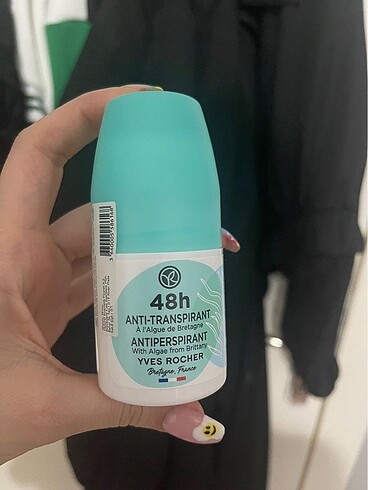 48h
ANTI-TRANSPIRANT
À l'Algue de Bretagne
ANTIPERSPIRANT
With Algae from Brittany
YVES ROCHER
Bretagne, France